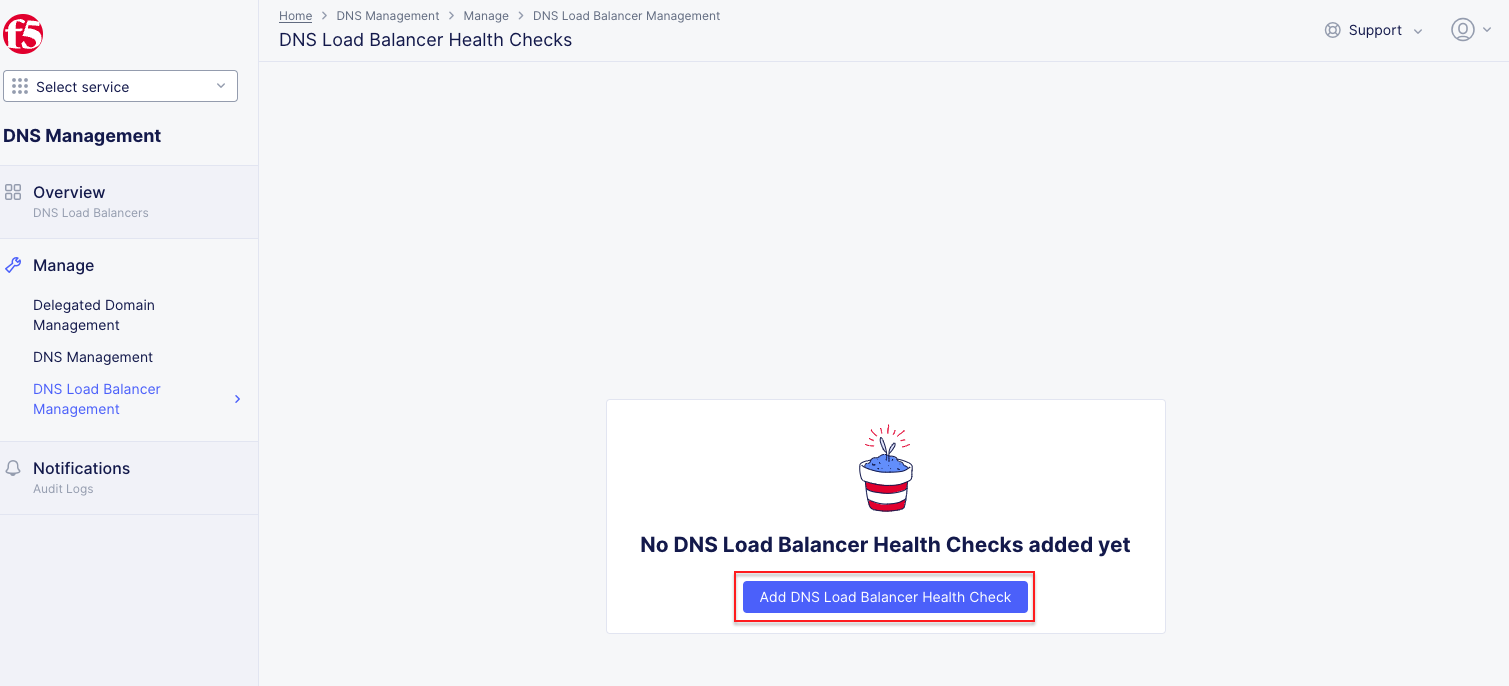 f5
Select service
DNS Management
Overview
DNS Load Balancers
Manage
Delegated Domain
Management
DNS Management
DNS Load Balancer
Management
Notifications
Audit Logs
Home > DNS Management > Manage > DNS Load Balancer Management
DNS Load Balancer Health Checks
Support
No DNS Load Balancer Health Checks added yet
Add DNS Load Balancer Health Check